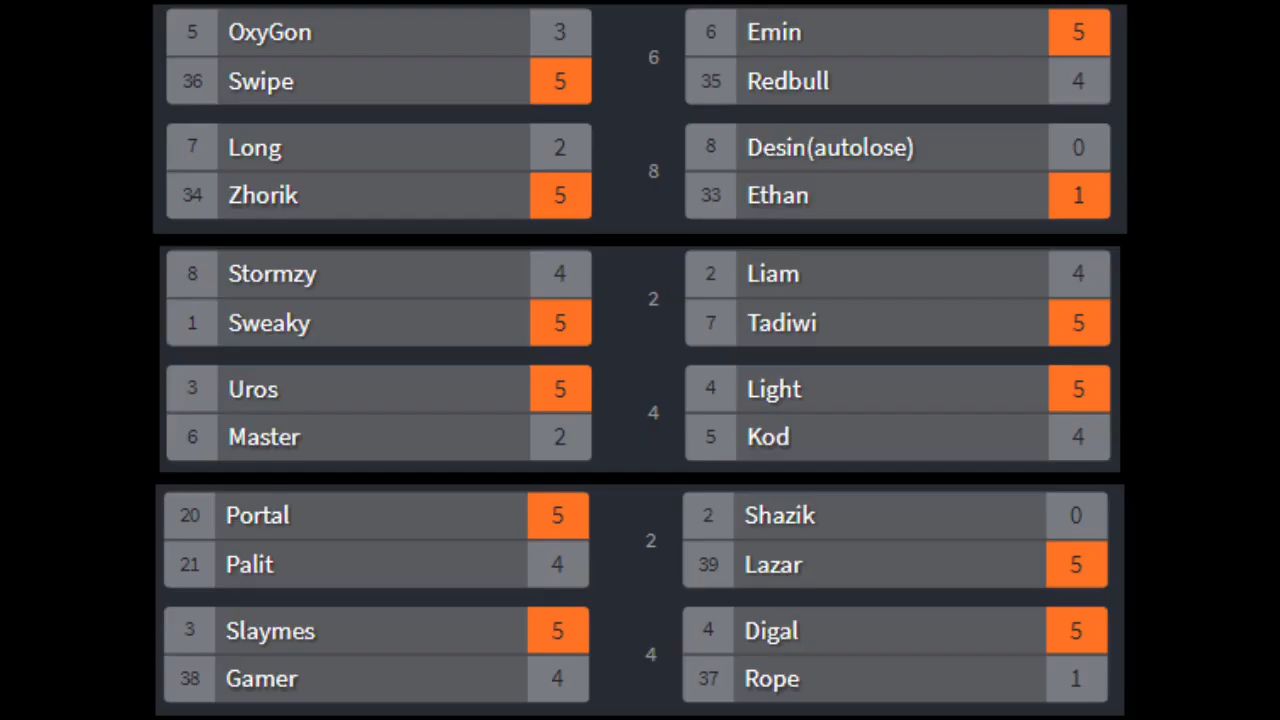 5 OxyGon 3
6
6 Emin 5
36 Swipe 5
35 Redbull 4
7 Long 2
8
8 Desin(autolose) 0
34 Zhorik 5
33 Ethan 1
8 Stormzy 4
2
2 Liam 4
1 Sweaky 5
7 Tadiwi 5
3 Uros 5
4
4 Light 5
6 Master 2
5 Kod 4
20 Portal 5
2
2 Shazik 0
21 Palit 4
39 Lazar 5
3 Slaymes 5
4
4 Digal 5
38 Gamer 4
37 Rope 1